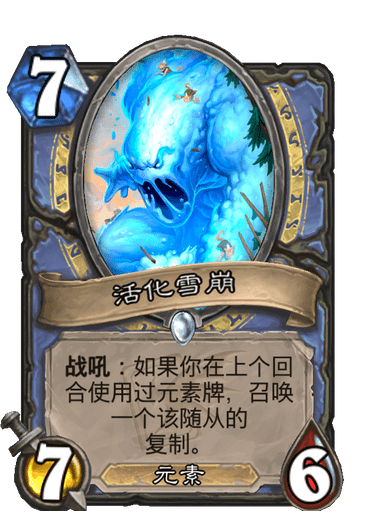 7
活化雪崩
战吼：如果你在上个回
合使用过元素牌，召唤
一个该随从的
复制。
7
元素
6